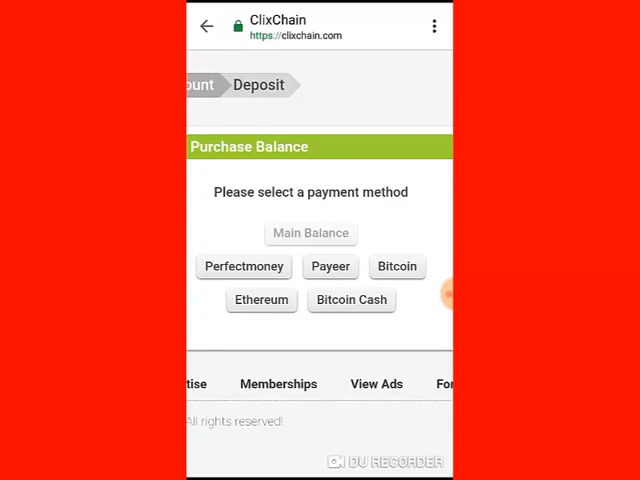 ClixChain
https://clixchain.com
ount Deposit
Purchase Balance
Please select a payment method
Main Balance
Perfectmoney Payeer Bitcoin
Ethereum Bitcoin Cash
tise Memberships View Ads For
All rights reserved!
DU RECORDER